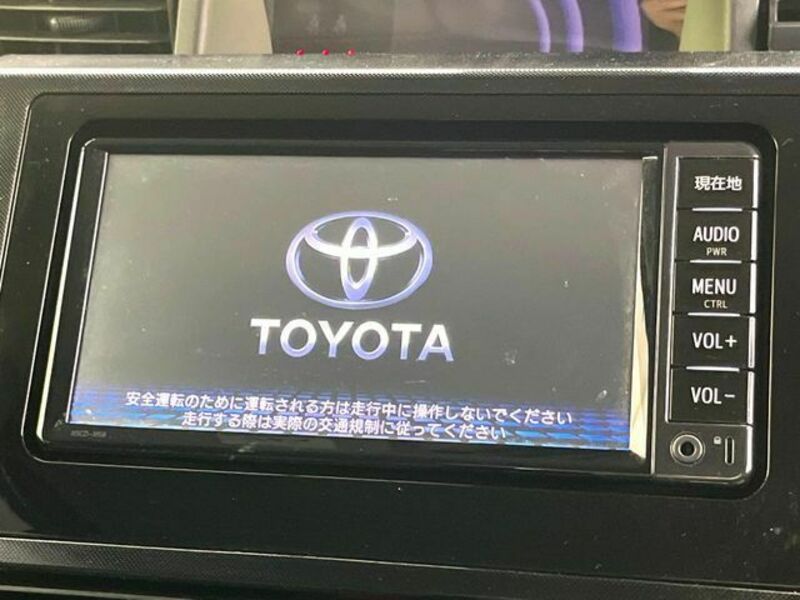 現在地
AUDIO
PWR
MENU
CTRL
VOL+
VOL-
TOYOTA
安全運転のために運転される方は走行中に操作しないでください
走行する際は実際の交通規制に従ってください